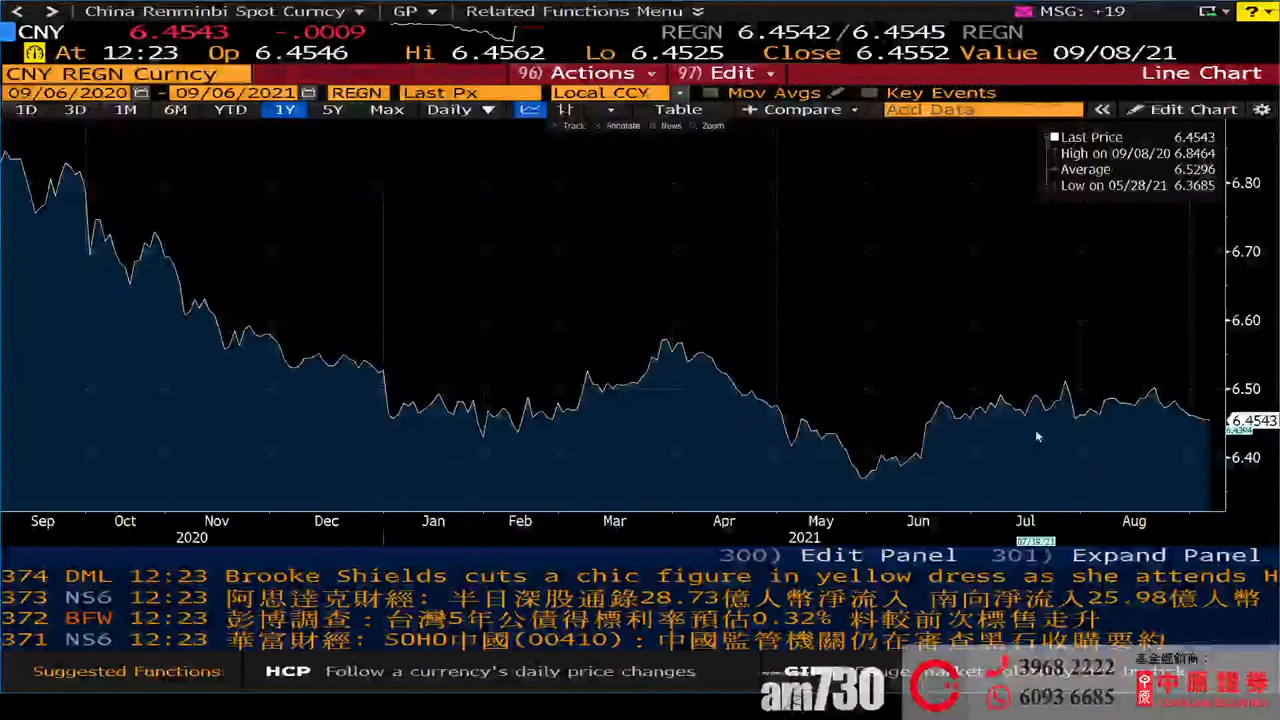 < > China Renminbi Spot Curncy GP Related Functions Menu MSG: +19 ?
CNY 6.4543 -.0009 REGN 6.4542/6.4545 REGN
At 12:23 Op 6.4546 Hi 6.4562 Lo 6.4525 Close 6.4552 Value 09/08/21
CNY REGN Curncy 96) Actions 97) Edit Line Chart
09/06/2020 - 09/06/2021 REGN Last Px Local CCY Mov Avgs Key Events
1D 3D 1M 6M YTD 1Y 5Y Max Daily Table + Compare Add Data Edit Chart
Track Annotate News Zoom
Last Price 6.4543
High on 09/08/20 6.8464
Average 6.5296
Low on 05/28/21 6.3685
6.80
6.70
6.60
6.50
6.4543
6.40
Sep Oct Nov Dec Jan Feb Mar Apr May Jun Jul Aug
2020 2021
07/19/21
300) Edit Panel 301) Expand Panel
374 DML 12:23 Brooke Shields cuts a chic figure in yellow dress as she attends H
373 NS6 12:23 阿思達克財經: 半日深股通錄28.73億人幣淨流入 南向淨流入25.98億人幣
372 BFW 12:23 彭博調查：台灣5年公債得標利率預估0.32% 料較前次標售走升
371 NS6 12:23 華富財經: SOHO中國(00410)：中國監管機關仍在審查黑石收購要約
Suggested Functions HCP Follow a currency's daily price changes
am730
3968 2222
6093 6685
基金經銷商：
中原證券